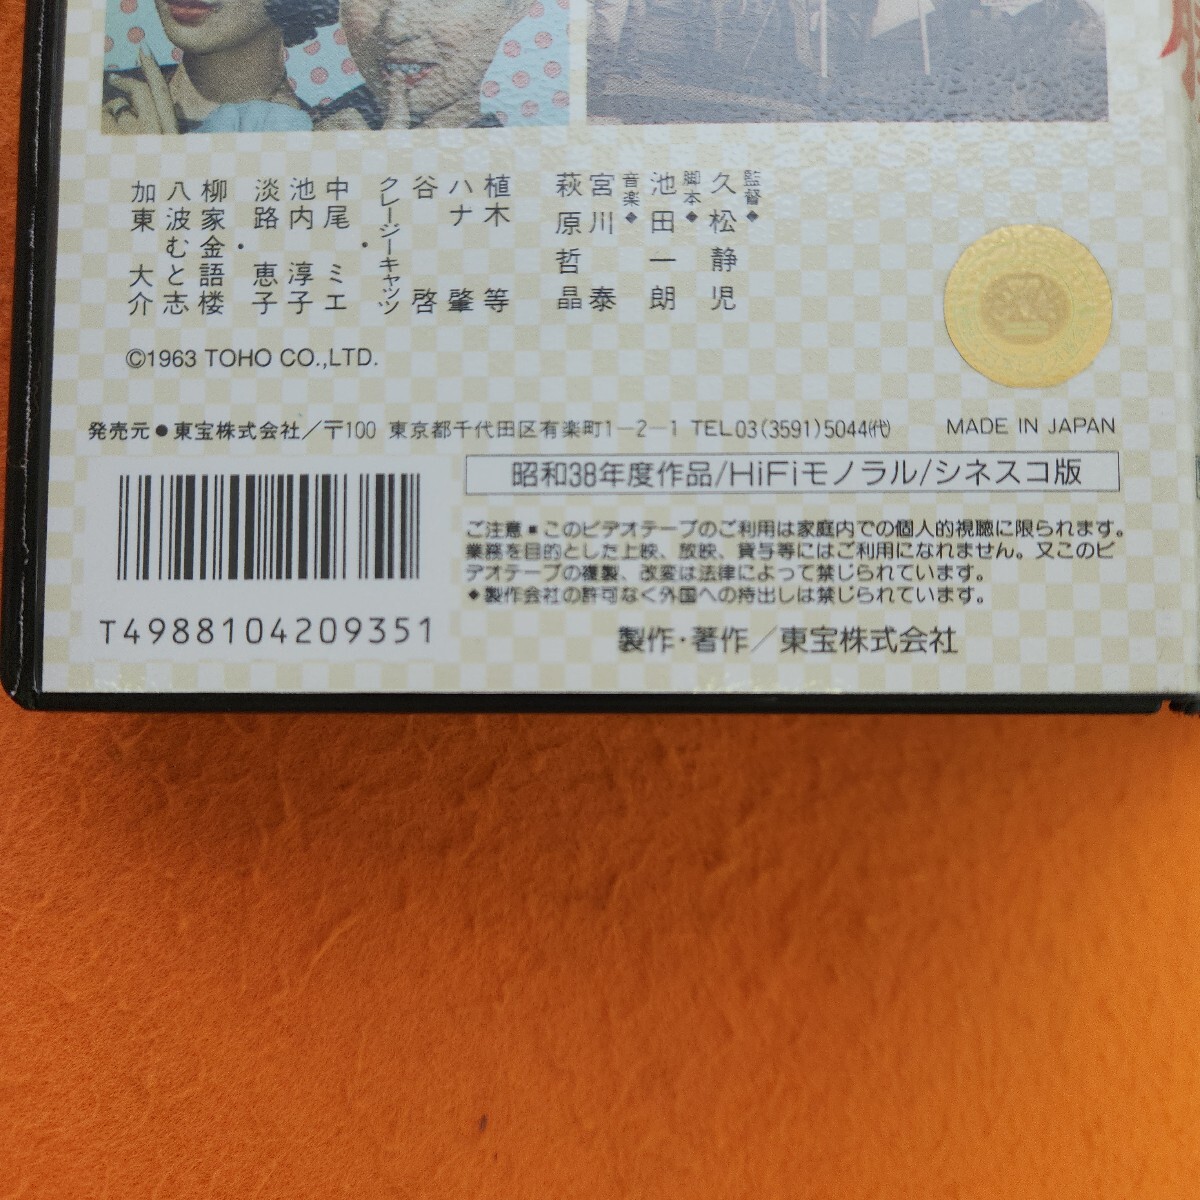 監督◆
久松静児
脚本◆
池田一朗
音楽◆
宮川 泰
萩原哲晶
植木 等
ハナ 肇
谷 啓
クレージーキャッツ
・
中尾ミエ
池内淳子
淡路恵子
・
柳家金語楼
八波むと志
加東大介
©1963 TOHO CO.,LTD.
発売元●東宝株式会社/〒100 東京都千代田区有楽町1-2-1 TEL03(3591)5044㈹
MADE IN JAPAN
昭和38年度作品/HiFiモノラル/シネスコ版
ご注意■このビデオテープのご利用は家庭内での個人的視聴に限られます。
業務を目的とした上映、放映、貸与等にはご利用になれません。又このビ
デオテープの複製、改変は法律によって禁じられています。
◆製作会社の許可なく外国への持出しは禁じられています。
製作・著作/東宝株式会社
T4988104209351